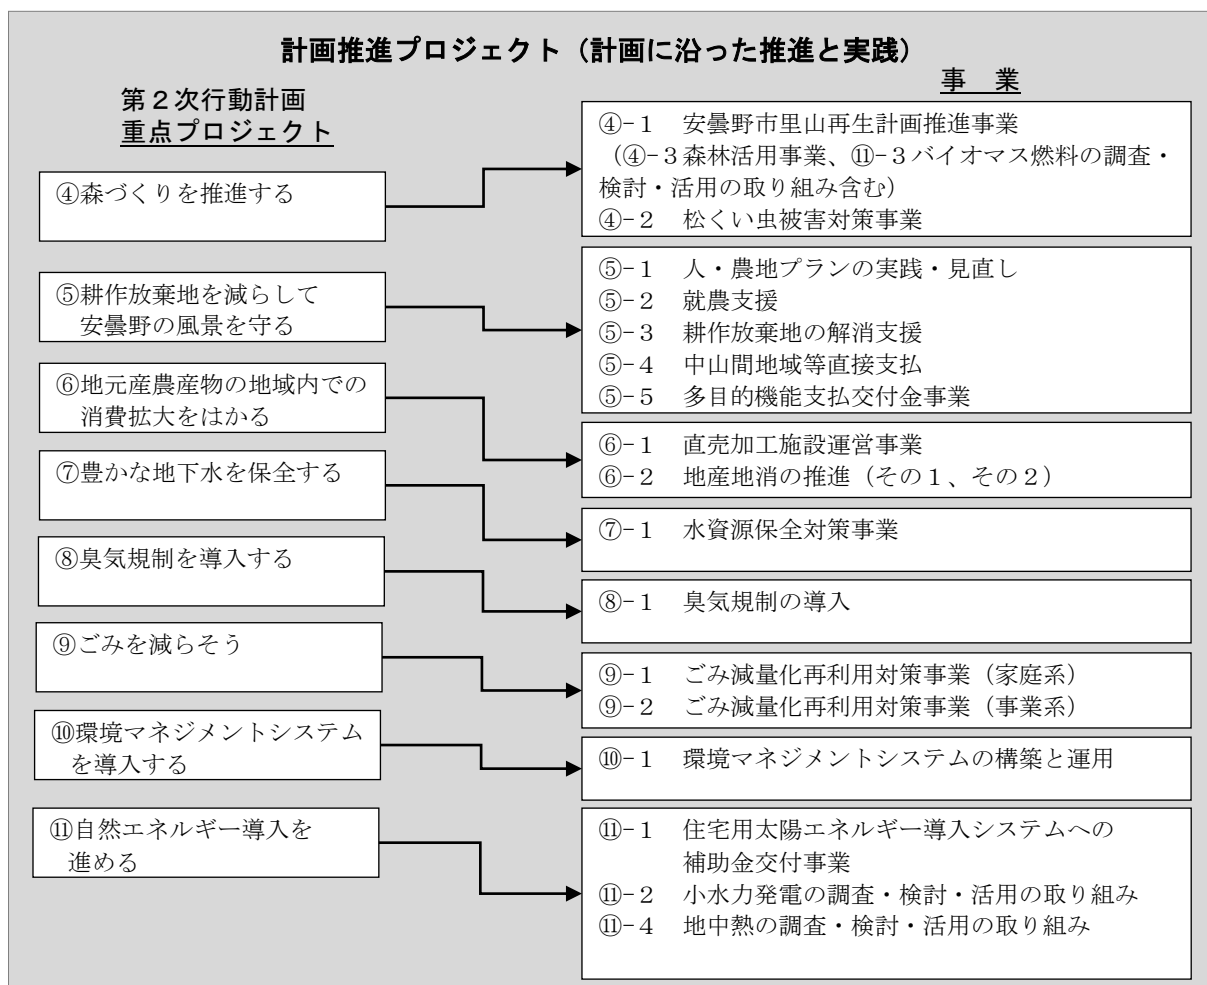 計画推進プロジェクト（計画に沿った推進と実践）
第２次行動計画
重点プロジェクト
事　業
④森づくりを推進する
④-１　安曇野市里山再生計画推進事業
（④-３森林活用事業、⑪-３バイオマス燃料の調査・
検討・活用の取り組み含む）
④-２　松くい虫被害対策事業
⑤耕作放棄地を減らして
安曇野の風景を守る
⑤-１　人・農地プランの実践・見直し
⑤-２　就農支援
⑤-３　耕作放棄地の解消支援
⑤-４　中山間地域等直接支払
⑤-５　多目的機能支払交付金事業
⑥地元産農産物の地域内での
消費拡大をはかる
⑥-１　直売加工施設運営事業
⑥-２　地産地消の推進（その１、その２）
⑦豊かな地下水を保全する
⑦-１　水資源保全対策事業
⑧臭気規制を導入する
⑧-１　臭気規制の導入
⑨ごみを減らそう
⑨-１　ごみ減量化再利用対策事業（家庭系）
⑨-２　ごみ減量化再利用対策事業（事業系）
⑩環境マネジメントシステム
を導入する
⑩-１　環境マネジメントシステムの構築と運用
⑪自然エネルギー導入を
進める
⑪-１　住宅用太陽エネルギー導入システムへの
補助金交付事業
⑪-２　小水力発電の調査・検討・活用の取り組み
⑪-４　地中熱の調査・検討・活用の取り組み